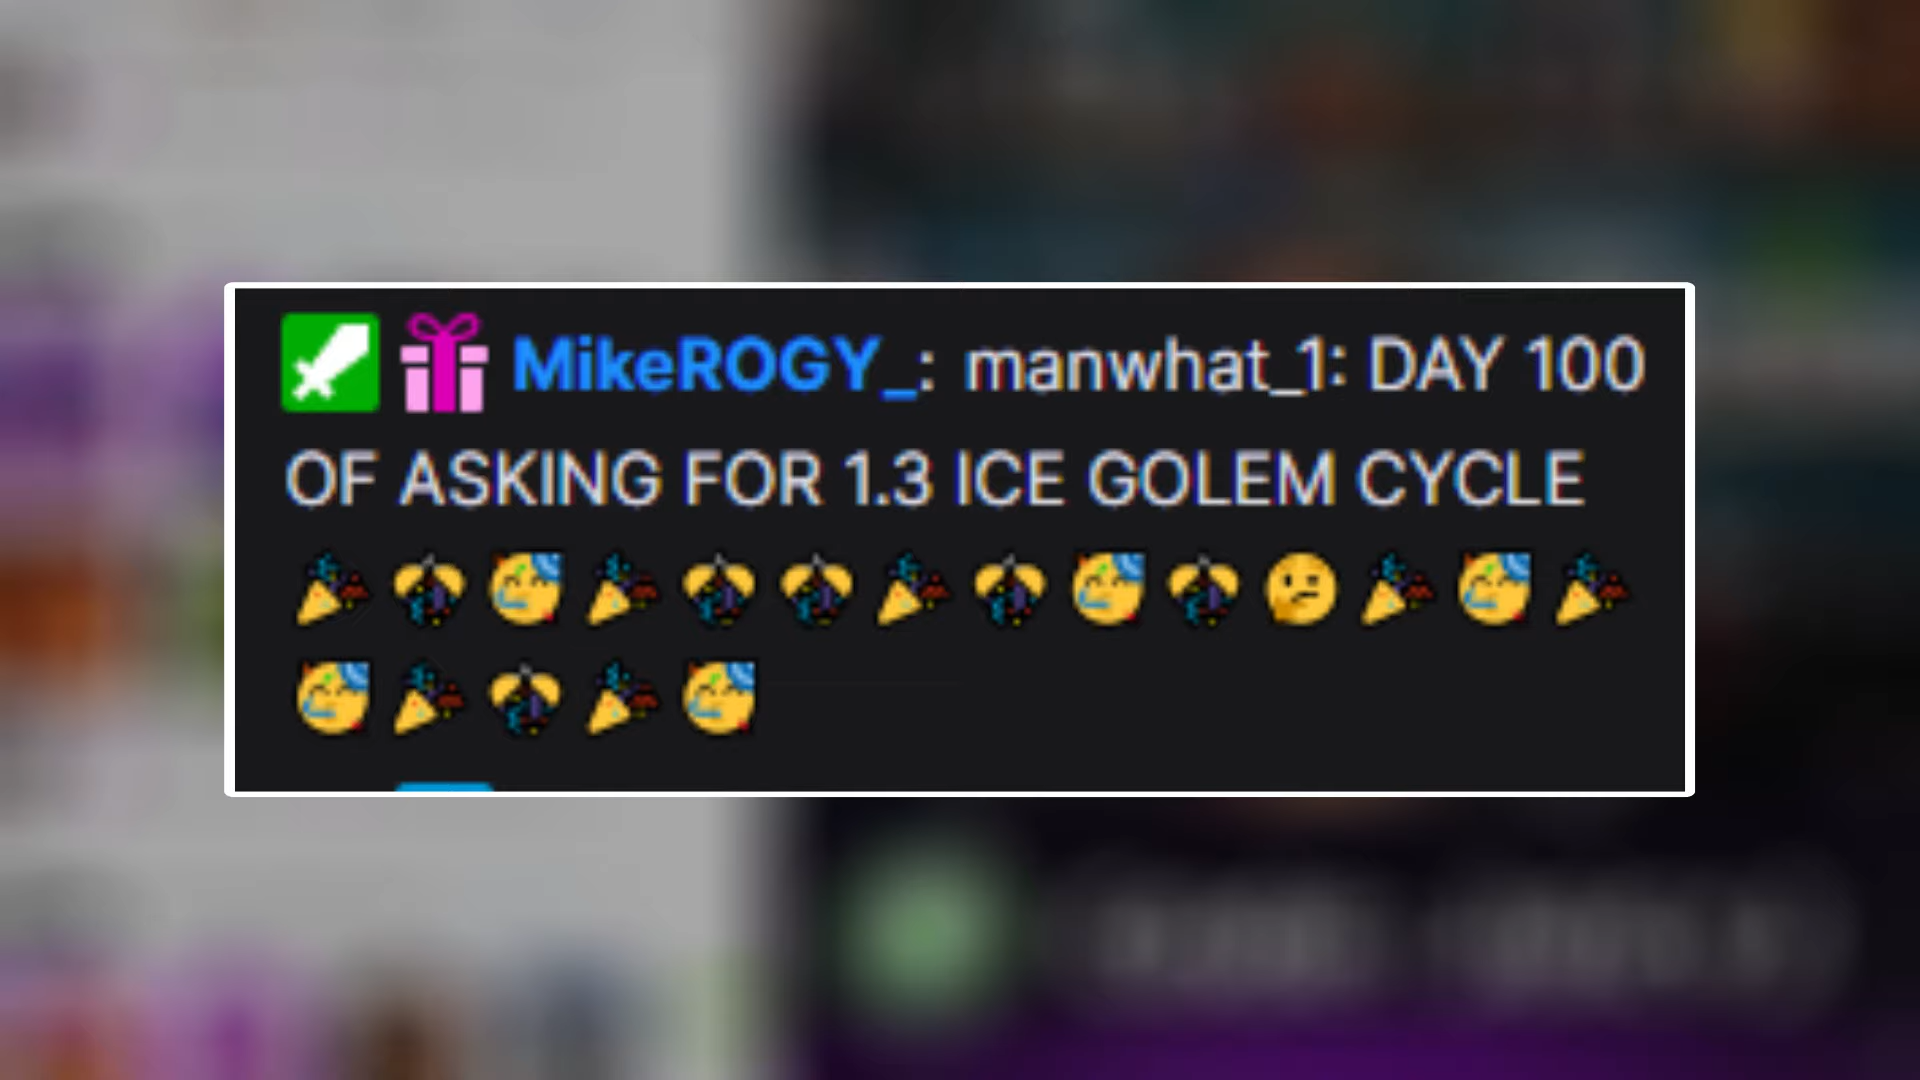 MikeROGY_: manwhat_1: DAY 100
OF ASKING FOR 1.3 ICE GOLEM CYCLE